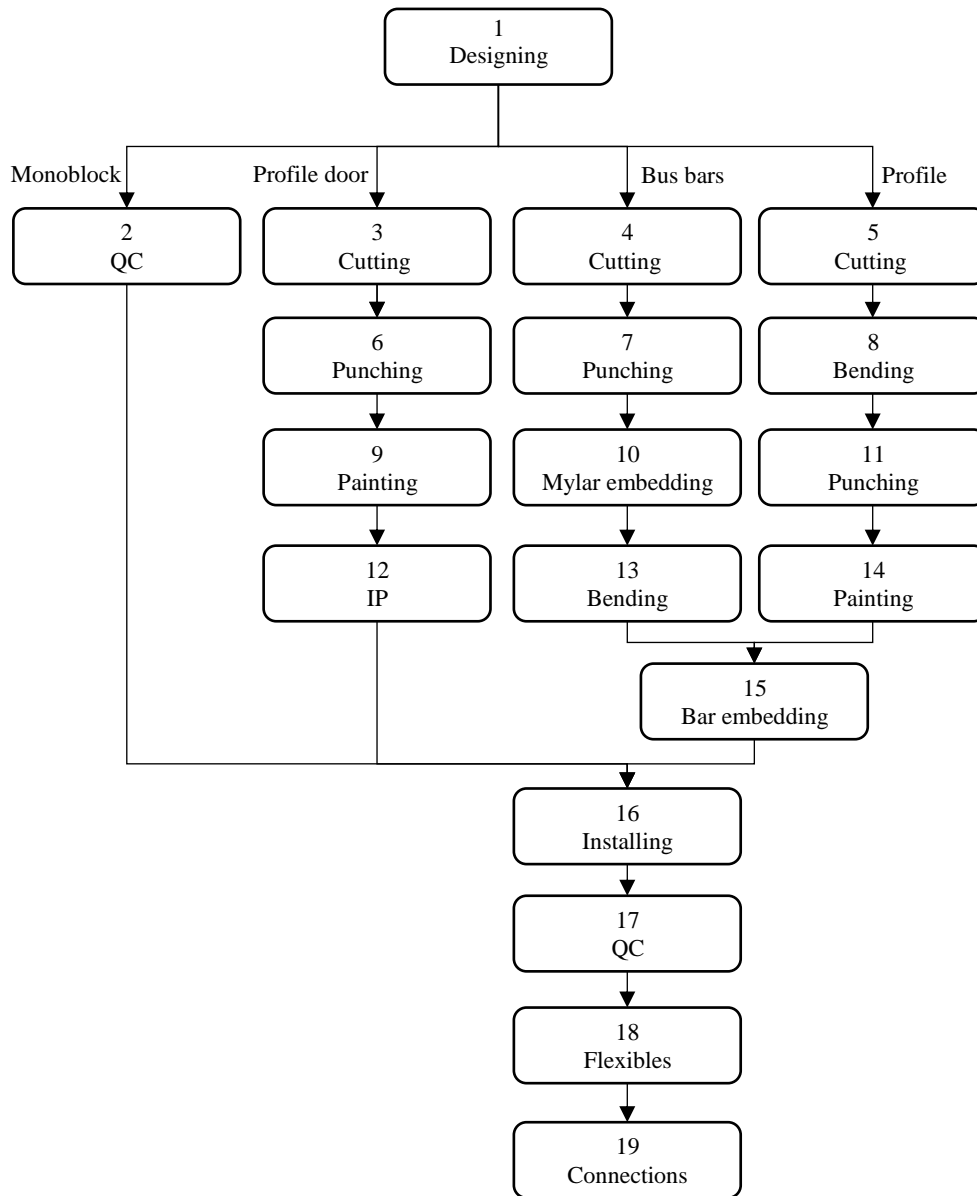 1
Designing
Monoblock
Profile door
Bus bars
Profile
2
QC
3
Cutting
4
Cutting
5
Cutting
6
Punching
7
Punching
8
Bending
9
Painting
10
Mylar embedding
11
Punching
12
IP
13
Bending
14
Painting
15
Bar embedding
16
Installing
17
QC
18
Flexibles
19
Connections